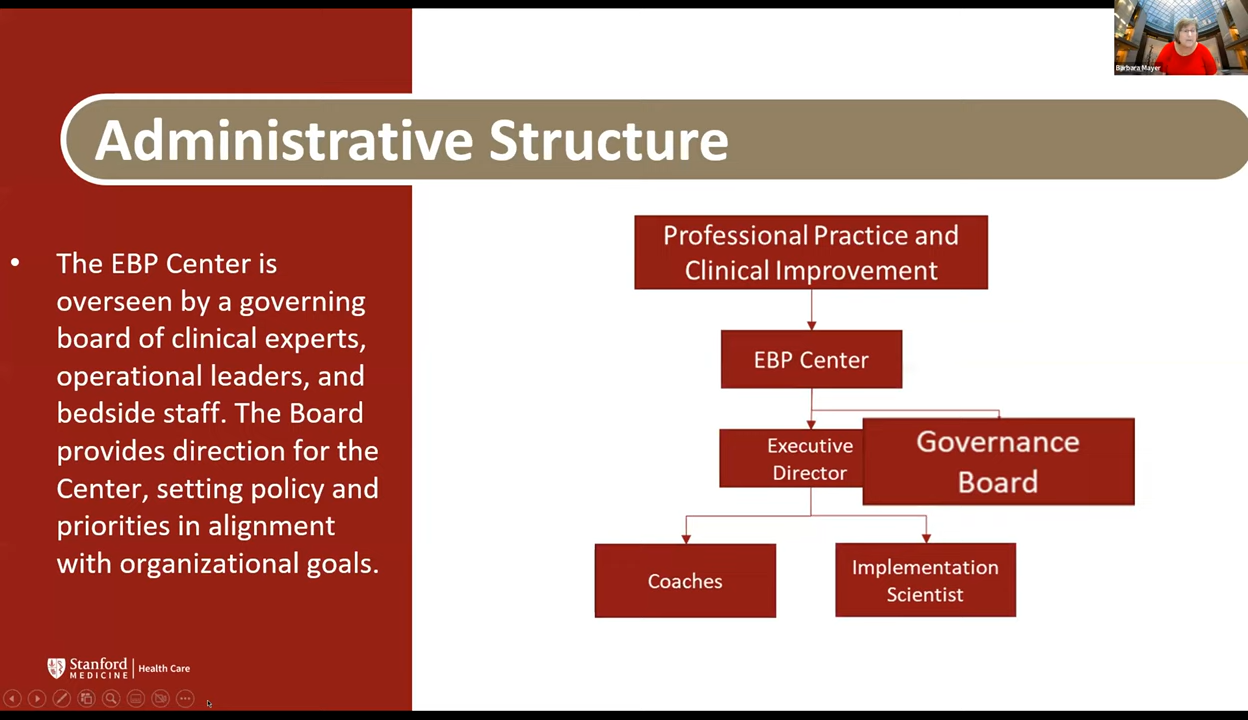 Barbara Mayer
Administrative Structure
• The EBP Center is
overseen by a governing
board of clinical experts,
operational leaders, and
bedside staff. The Board
provides direction for the
Center, setting policy and
priorities in alignment
with organizational goals.
Professional Practice and
Clinical Improvement
EBP Center
Executive
Director
Governance
Board
Coaches
Implementation
Scientist
Stanford
MEDICINE
Health Care